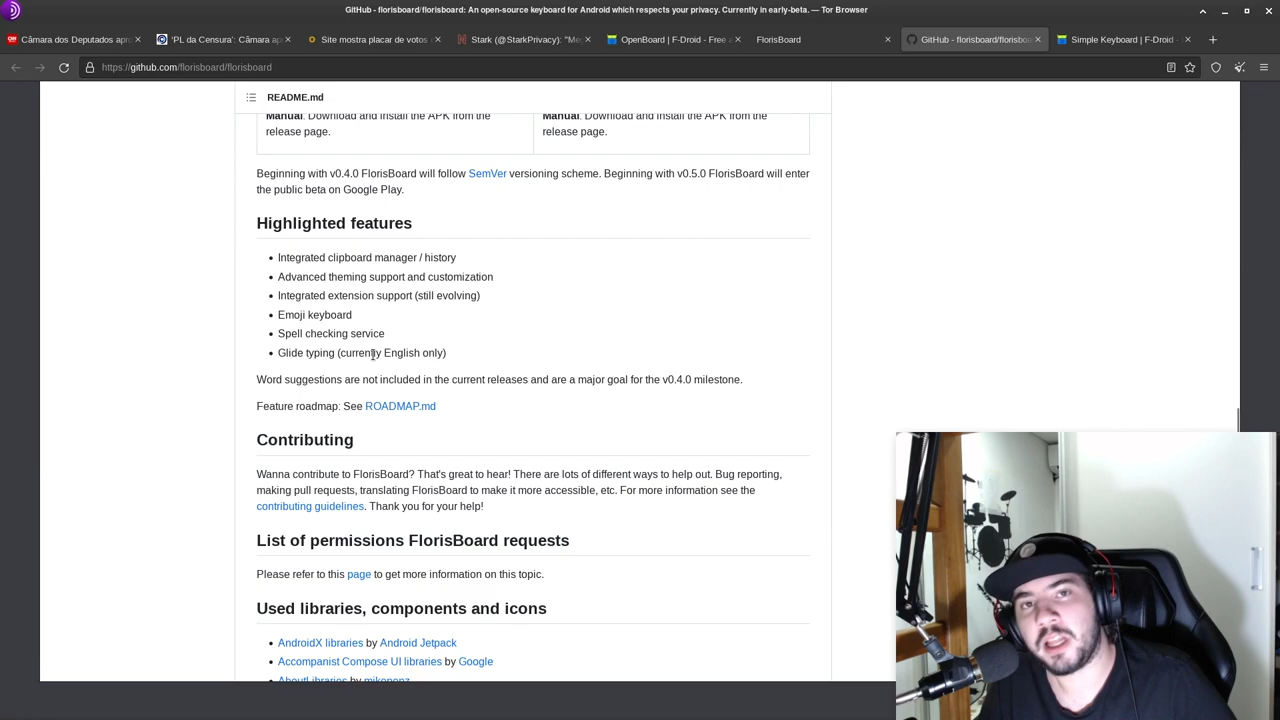 GitHub - florisboard/florisboard: An open-source keyboard for Android which respects your privacy. Currently in early-beta. — Tor Browser
Câmara dos Deputados apro
'PL da Censura': Câmara ap
Site mostra placar de votos
Stark (@StarkPrivacy): "Me
OpenBoard | F-Droid - Free A
FlorisBoard
GitHub - florisboard/florisboa
Simple Keyboard | F-Droid -
https://github.com/florisboard/florisboard
README.md
Manual: Download and install the APK from the
release page.
Manual: Download and install the APK from the
release page.
Beginning with v0.4.0 FlorisBoard will follow SemVer versioning scheme. Beginning with v0.5.0 FlorisBoard will enter
the public beta on Google Play.
Highlighted features
Integrated clipboard manager / history
Advanced theming support and customization
Integrated extension support (still evolving)
Emoji keyboard
Spell checking service
Glide typing (currently English only)
Word suggestions are not included in the current releases and are a major goal for the v0.4.0 milestone.
Feature roadmap: See ROADMAP.md
Contributing
Wanna contribute to FlorisBoard? That's great to hear! There are lots of different ways to help out. Bug reporting,
making pull requests, translating FlorisBoard to make it more accessible, etc. For more information see the
contributing guidelines. Thank you for your help!
List of permissions FlorisBoard requests
Please refer to this page to get more information on this topic.
Used libraries, components and icons
AndroidX libraries by Android Jetpack
Accompanist Compose UI libraries by Google
AboutLibraries by mikepenz